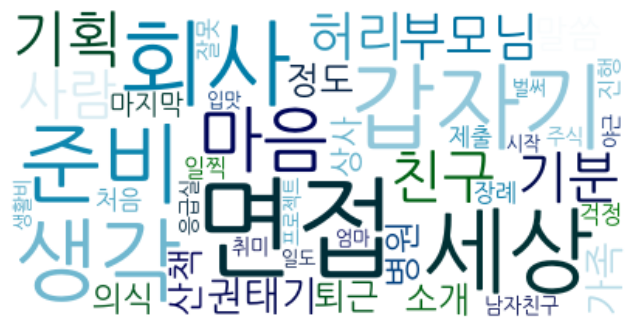 기획
회사
잘못
허리
부모님
말씀
사람
마지막
입맛
정도
갑자기
벌써
진행
준비
마음
상사
제출
시작
주식
야근
일찍
친구
기분
생활비
처음
응급실
면접
프로젝트
장례
걱정
생각
산책
취미
엄마
일도
병원
세상
가족
의식
권태기
퇴근
소개
남자친구